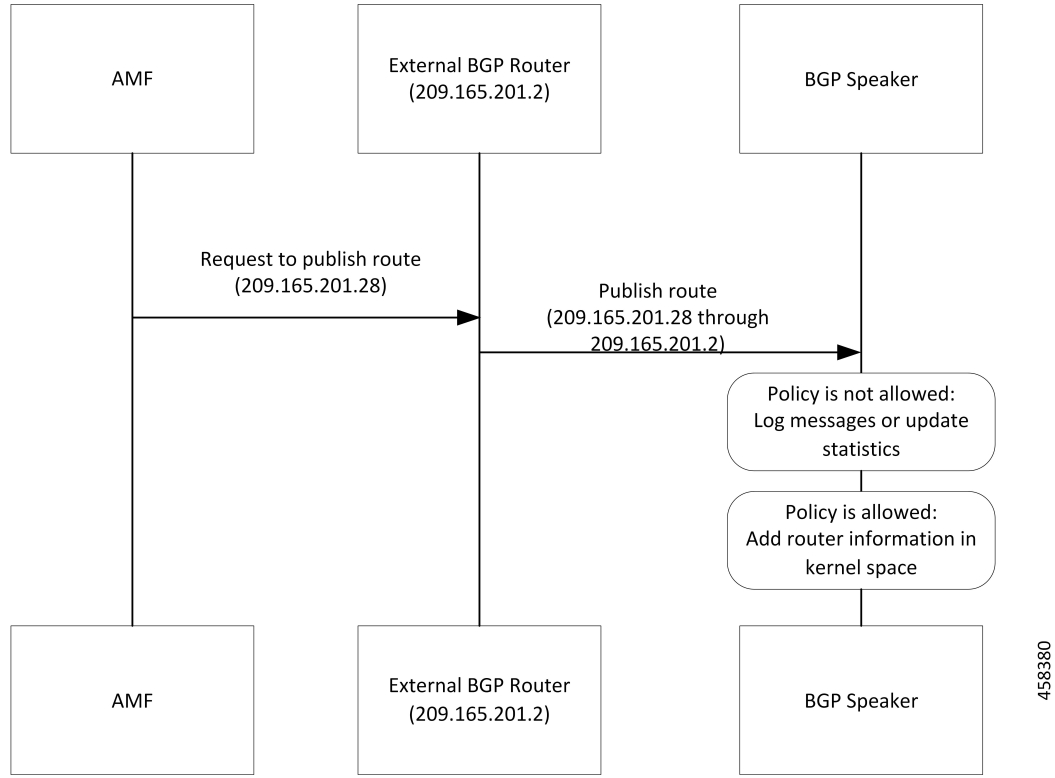 AMF
External BGP Router
(209.165.201.2)
BGP Speaker
Request to publish route
(209.165.201.28)
Publish route
(209.165.201.28 through
209.165.201.2)
Policy is not allowed:
Log messages or update
statistics
Policy is allowed:
Add router information in
kernel space
AMF
External BGP Router
(209.165.201.2)
BGP Speaker
458380